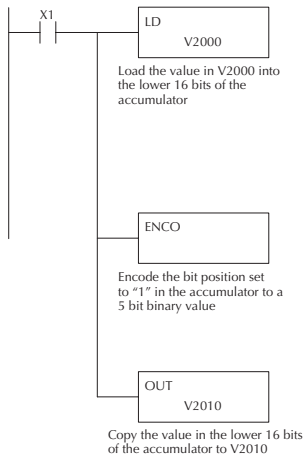 X1
LD
V2000
Load the value in V2000 into
the lower 16 bits of the
accumulator
ENCO
Encode the bit position set
to “1” in the accumulator to a
5 bit binary value
OUT
V2010
Copy the value in the lower 16 bits
of the accumulator to V2010